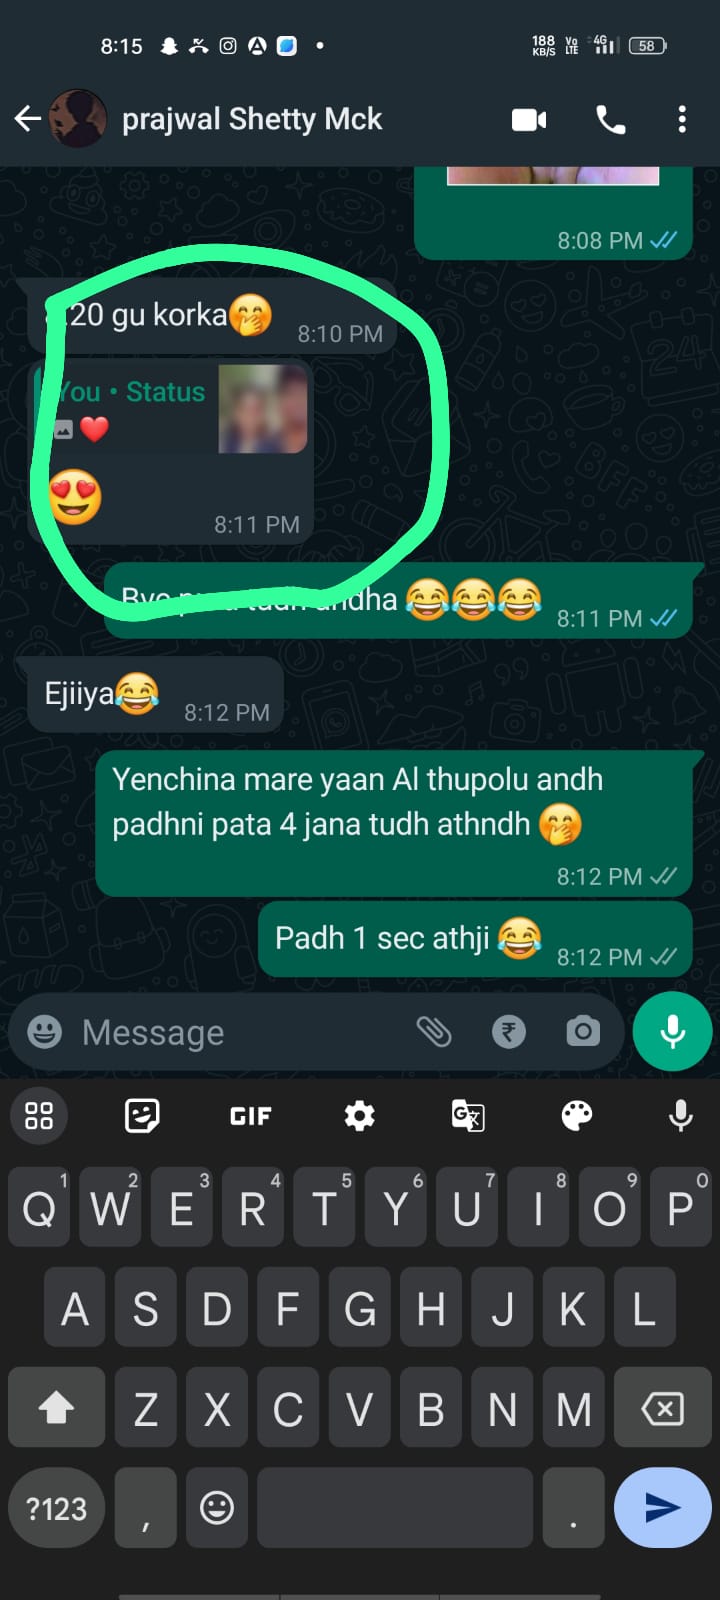 8:15
188
KB/S
Vo
LTE
4G
58
prajwal Shetty Mck
8:08 PM
:20 gu korka🤭
8:10 PM
You • Status
❤️
😍
8:11 PM
Bye tudh andha 😂😂😂
8:11 PM
Ejiiya😂
8:12 PM
Yenchina mare yaan Al thupolu andh
padhni pata 4 jana tudh athndh 🤭
8:12 PM
Padh 1 sec athji 😂
8:12 PM
Message
GIF
1 2 3 4 5 6 7 8 9 0
Q W E R T Y U I O P
A S D F G H J K L
Z X C V B N M
?123 , .